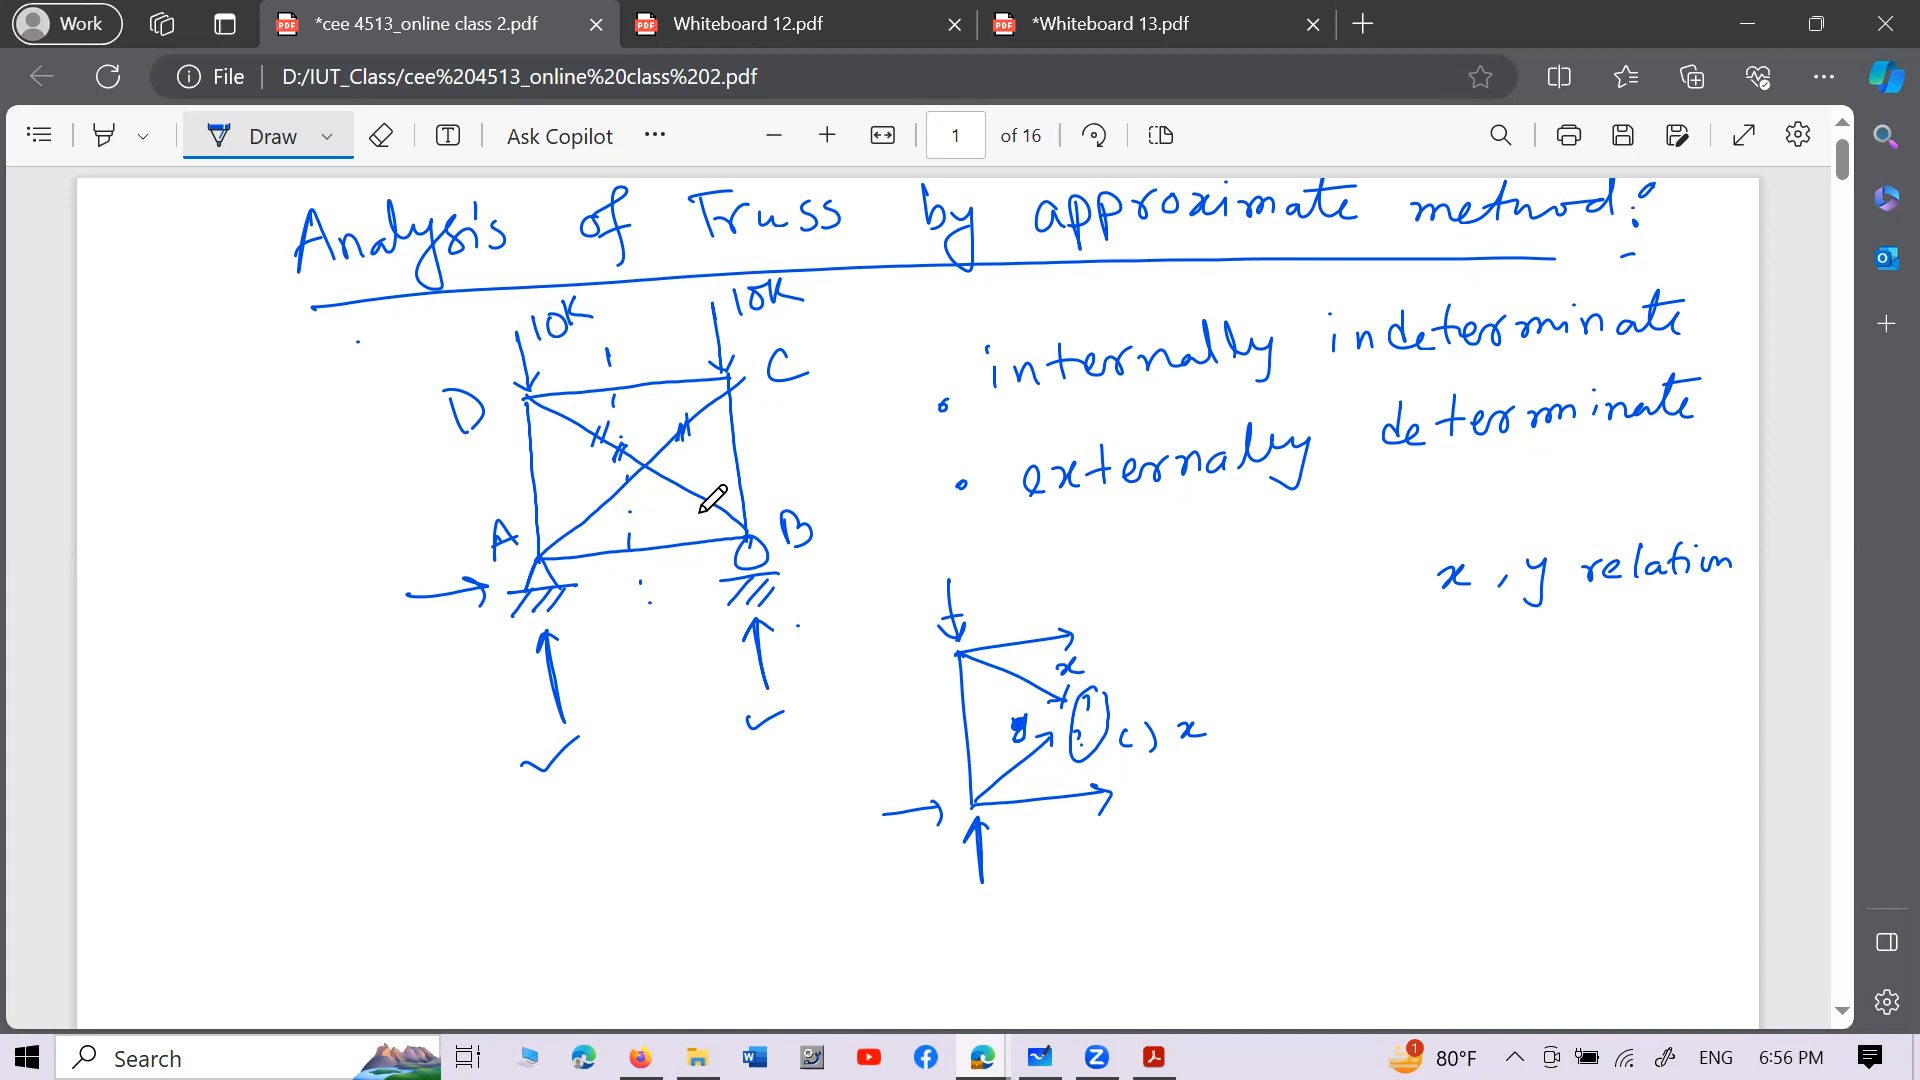 Work
*cee 4513_online class 2.pdf
Whiteboard 12.pdf
*Whiteboard 13.pdf
File
D:/IUT_Class/cee%204513_online%20class%202.pdf
Draw
Ask Copilot
1 of 16
Analysis of Truss by approximate method:
10K
10K
D
C
A
B
• internally indeterminate
• externally determinate
x, y relation
x
y
? ?
( ) x
Search
1
80°F
ENG
6:56 PM